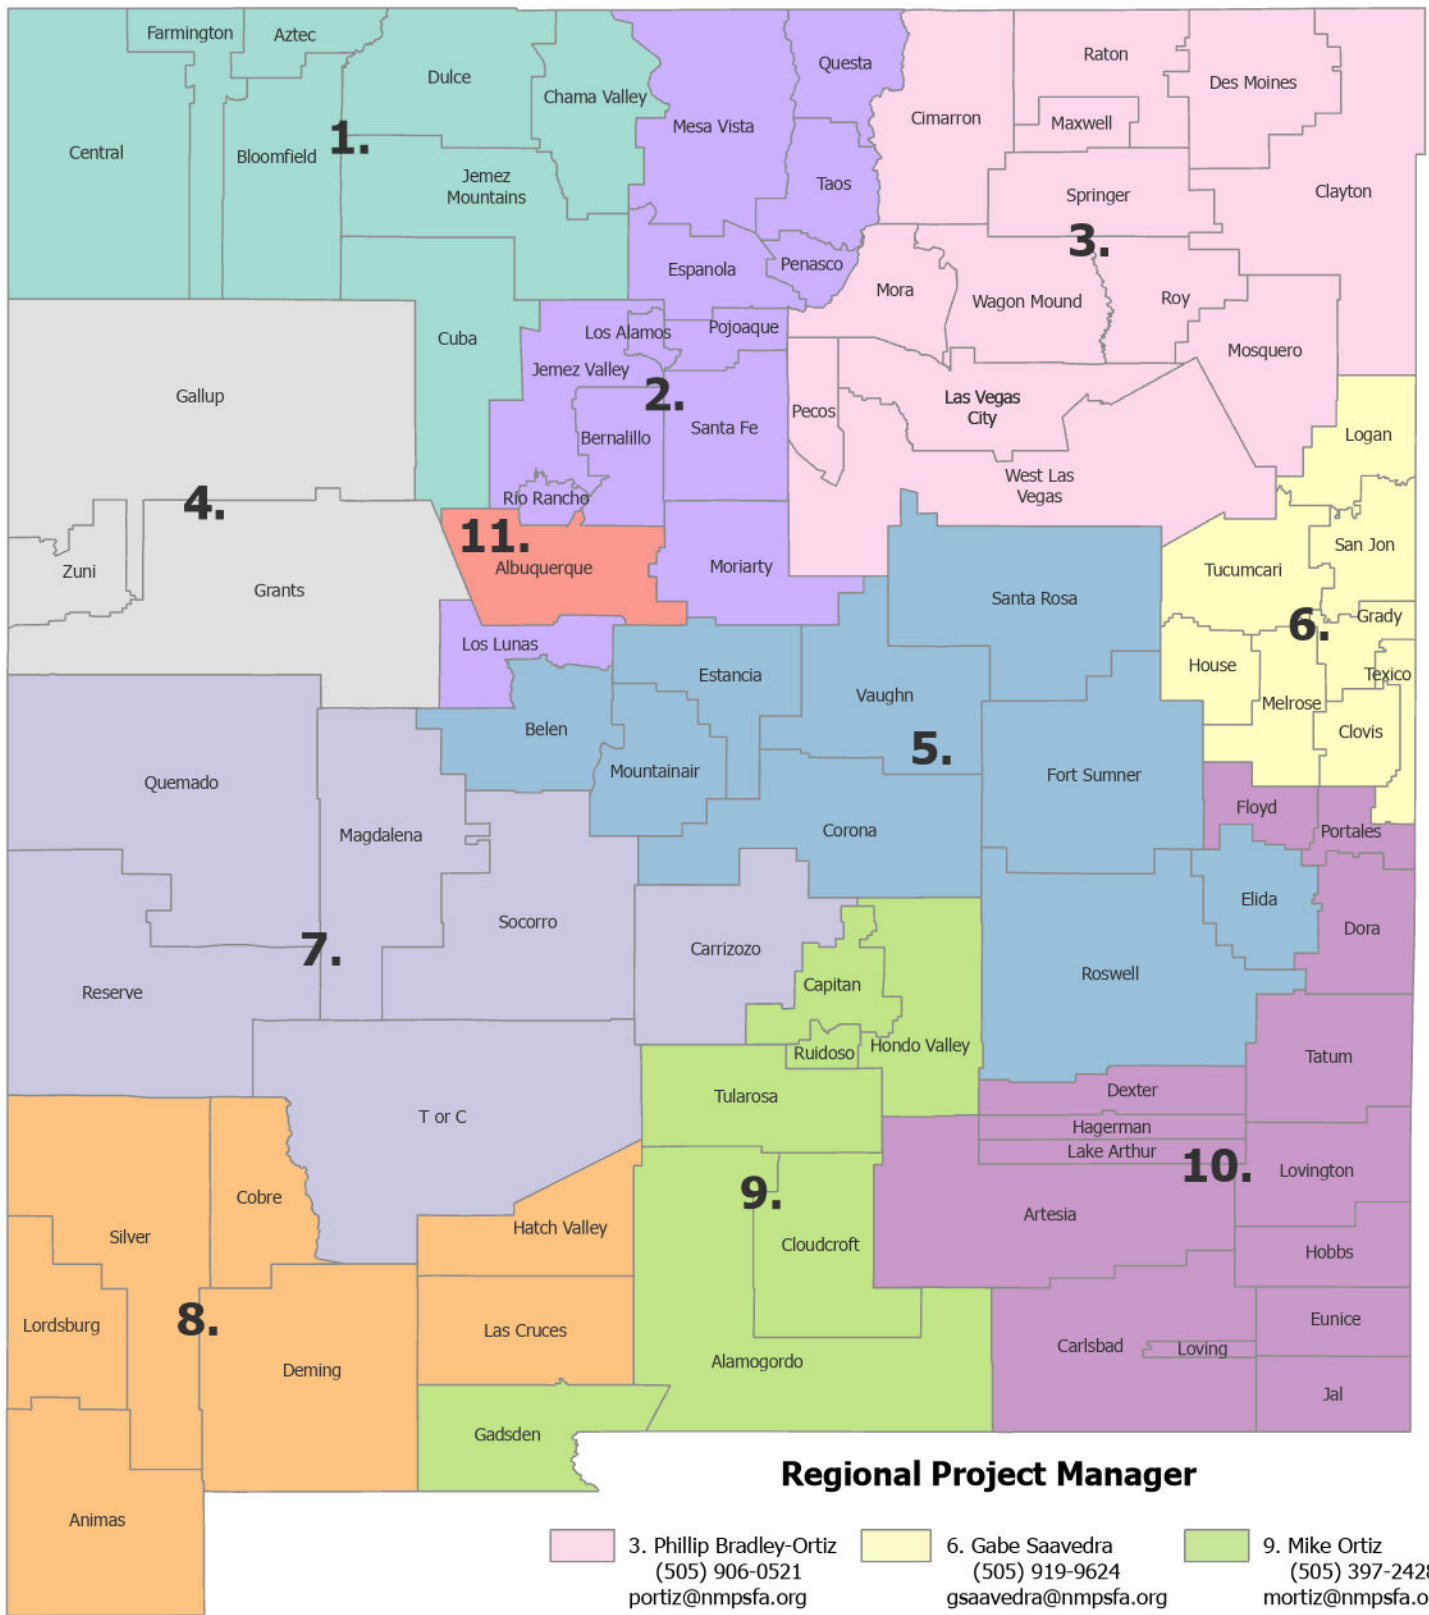 Farmington
Aztec
Dulce
Chama Valley
Central
Bloomfield
1.
Jemez
Mountains
Cuba
Mesa Vista
Questa
Taos
Espanola
Penasco
Los Alamos
Pojoaque
Jemez Valley
2.
Bernalillo
Santa Fe
Rio Rancho
Moriarty
Los Lunas
Cimarron
Raton
Maxwell
Des Moines
Springer
Clayton
3.
Mora
Wagon Mound
Roy
Mosquero
Pecos
Las Vegas
City
West Las
Vegas
Gallup
4.
Zuni
Grants
11.
Albuquerque
Santa Rosa
Estancia
Vaughn
Belen
5.
Mountainair
Fort Sumner
Corona
Elida
Roswell
Logan
San Jon
Tucumcari
Grady
6.
House
Texico
Melrose
Clovis
Quemado
Magdalena
Socorro
Carrizozo
7.
Reserve
T or C
Cobre
Silver
Hatch Valley
8.
Lordsburg
Las Cruces
Deming
Animas
Capitan
Ruidoso
Hondo Valley
Tularosa
9.
Cloudcroft
Alamogordo
Gadsden
Floyd
Portales
Dora
Tatum
Dexter
Hagerman
Lake Arthur
10.
Lovington
Artesia
Hobbs
Eunice
Carlsbad
Loving
Jal
Regional Project Manager
3. Phillip Bradley-Ortiz
(505) 906-0521
portiz@nmpsfa.org
6. Gabe Saavedra
(505) 919-9624
gsaavedra@nmpsfa.org
9. Mike Ortiz
(505) 397-2428
mortiz@nmpsfa.o